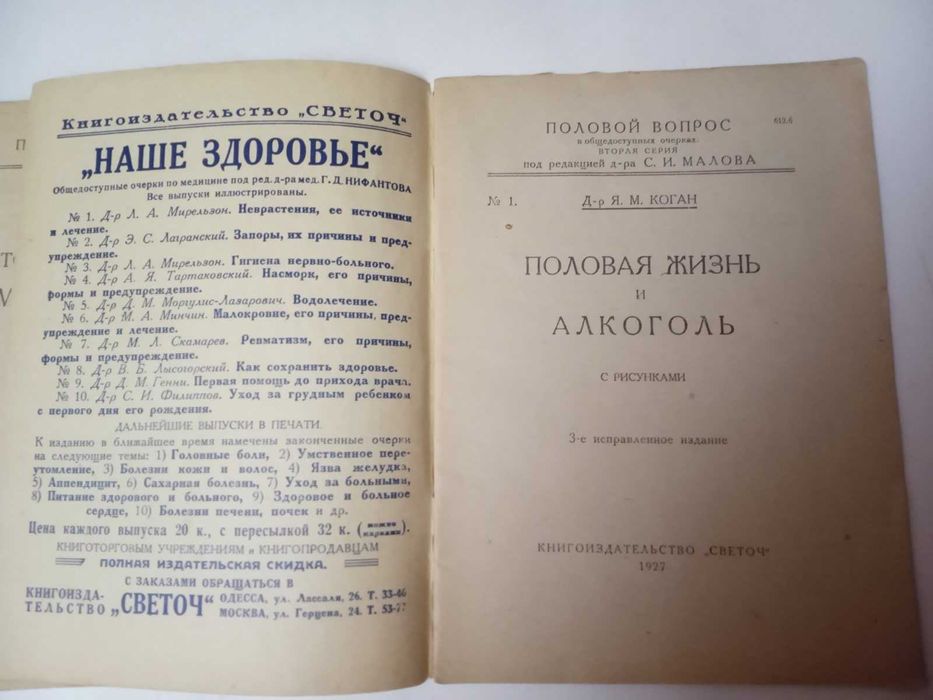 Книгоиздательство „СВЕТОЧ“
„НАШЕ ЗДОРОВЬЕ“
Общедоступные очерки по медицине под ред. д-ра мед. Г. Д. НИФАНТОВА
Все выпуски иллюстрированы.
№ 1. Д-р Л. А. Мирельзон. Неврастения, ее источники
и лечение.
№ 2. Д-р Э. С. Лагранский. Запоры, их причины и пред-
упреждение.
№ 3. Д-р Л. А. Мирельзон. Гигиена нервно-больного.
№ 4. Д-р А. Я. Тартаковский. Насморк, его причины,
формы и предупреждение.
№ 5. Д-р Д. М. Моргулис-Лазарович. Водолечение.
№ 6. Д-р М. А. Минчин. Малокровие, его причины, пред-
упреждение и лечение.
№ 7. Д-р М. Л. Скамарев. Ревматизм, его причины,
формы и предупреждение.
№ 8. Д-р В. Б. Лысогорский. Как сохранить здоровье.
№ 9. Д-р Д. М. Генни. Первая помощь до прихода врача.
№ 10. Д-р С. И. Филиппов. Уход за грудным ребенком
с первого дня его рождения.
ДАЛЬНЕЙШИЕ ВЫПУСКИ В ПЕЧАТИ.
К изданию в ближайшее время намечены законченные очерки
на следующие темы: 1) Головные боли, 2) Умственное пере-
утомление, 3) Болезни кожи и волос, 4) Язва желудка,
5) Аппендицит, 6) Сахарная болезнь, 7) Уход за больными,
8) Питание здорового и больного, 9) Здоровое и больное
сердце, 10) Болезни печени, почек и др.
Цена каждого выпуска 20 к., с пересылкой 32 к. (можно марками).
КНИГОТОРГОВЫМ УЧРЕЖДЕНИЯМ и КНИГОПРОДАВЦАМ
ПОЛНАЯ ИЗДАТЕЛЬСКАЯ СКИДКА.
С ЗАКАЗАМИ ОБРАЩАТЬСЯ В
КНИГОИЗДА-
ТЕЛЬСТВО „СВЕТОЧ“ ОДЕССА, ул. Лассаля, 26. Т. 33-46
МОСКВА, ул. Герцена, 24. Т. 53-77
ПОЛОВОЙ ВОПРОС
в общедоступных очерках.
ВТОРАЯ СЕРИЯ
под редакцией д-ра С. И. МАЛОВА
612.6
№ 1.
Д-р Я. М. КОГАН
ПОЛОВАЯ ЖИЗНЬ
И
АЛКОГОЛЬ
С РИСУНКАМИ
3-е исправленное издание
КНИГОИЗДАТЕЛЬСТВО „СВЕТОЧ“
1927